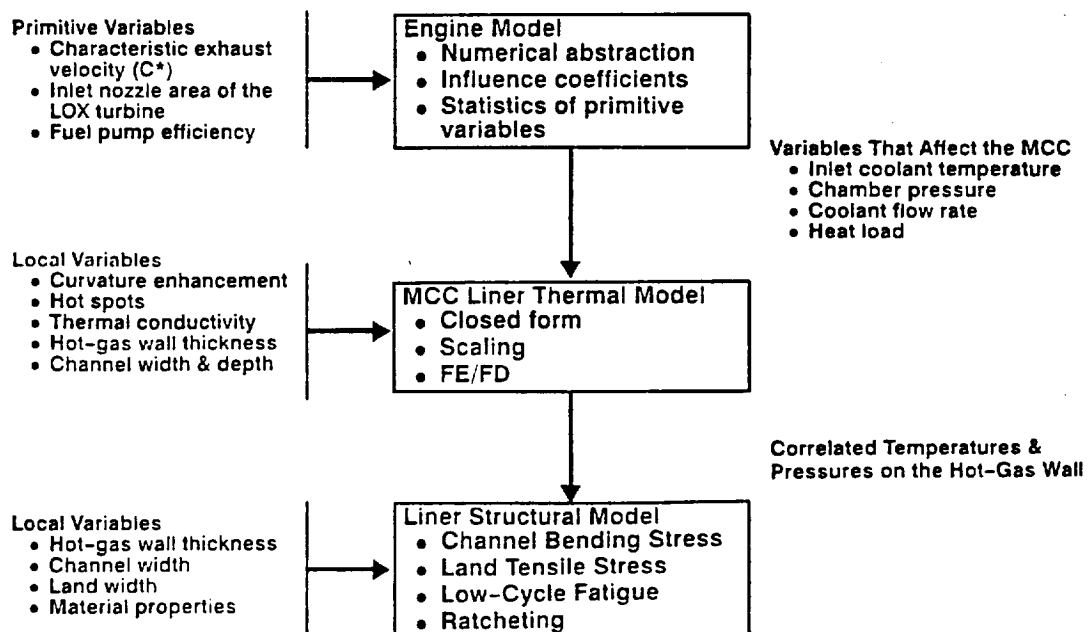 Primitive Variables
• Characteristic exhaust
velocity (C*)
• Inlet nozzle area of the
LOX turbine
• Fuel pump efficiency
Engine Model
• Numerical abstraction
• Influence coefficients
• Statistics of primitive
variables
Variables That Affect the MCC
• Inlet coolant temperature
• Chamber pressure
• Coolant flow rate
• Heat load
Local Variables
• Curvature enhancement
• Hot spots
• Thermal conductivity
• Hot-gas wall thickness
• Channel width & depth
MCC Liner Thermal Model
• Closed form
• Scaling
• FE/FD
Correlated Temperatures &
Pressures on the Hot-Gas Wall
Local Variables
• Hot-gas wall thickness
• Channel width
• Land width
• Material properties
Liner Structural Model
• Channel Bending Stress
• Land Tensile Stress
• Low-Cycle Fatigue
• Ratcheting